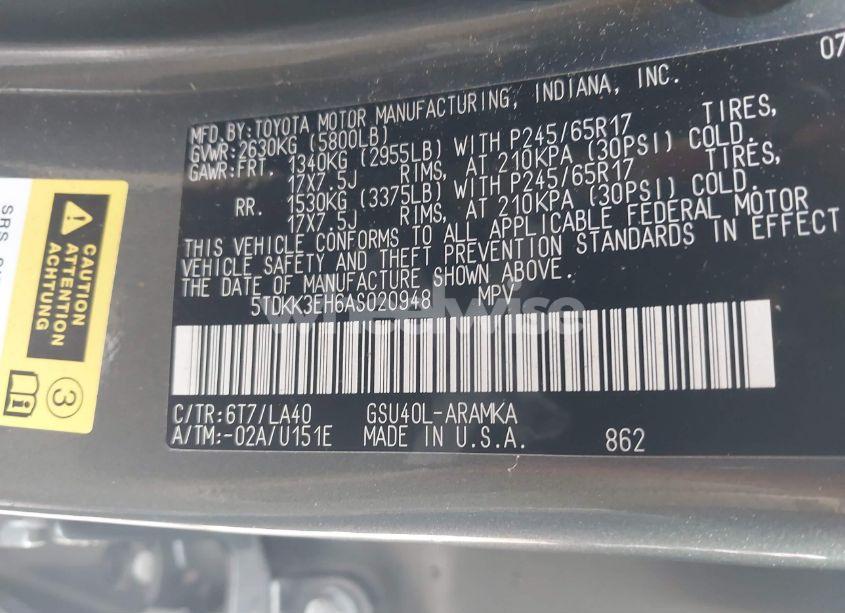 07
MFD. BY: TOYOTA MOTOR MANUFACTURING, INDIANA, INC.
GVWR: 2630KG (5800LB)
GAWR: FRT. 1340KG (2955LB) WITH P245/65R17 TIRES,
17X7.5J RIMS, AT 210KPA (30PSI) COLD.
RR. 1530KG (3375LB) WITH P245/65R17 TIRES,
17X7.5J RIMS, AT 210KPA (30PSI) COLD.
THIS VEHICLE CONFORMS TO ALL APPLICABLE FEDERAL MOTOR
VEHICLE SAFETY AND THEFT PREVENTION STANDARDS IN EFFECT
THE DATE OF MANUFACTURE SHOWN ABOVE.
5TDKK3EH6AS020948 MPV
wheelwise
C/TR: 6T7/LA40 GSU40L-ARAMKA
A/TM: -02A/U151E MADE IN U.S.A. 862
SRS
CAUTION
ATTENTION
ACHTUNG
3